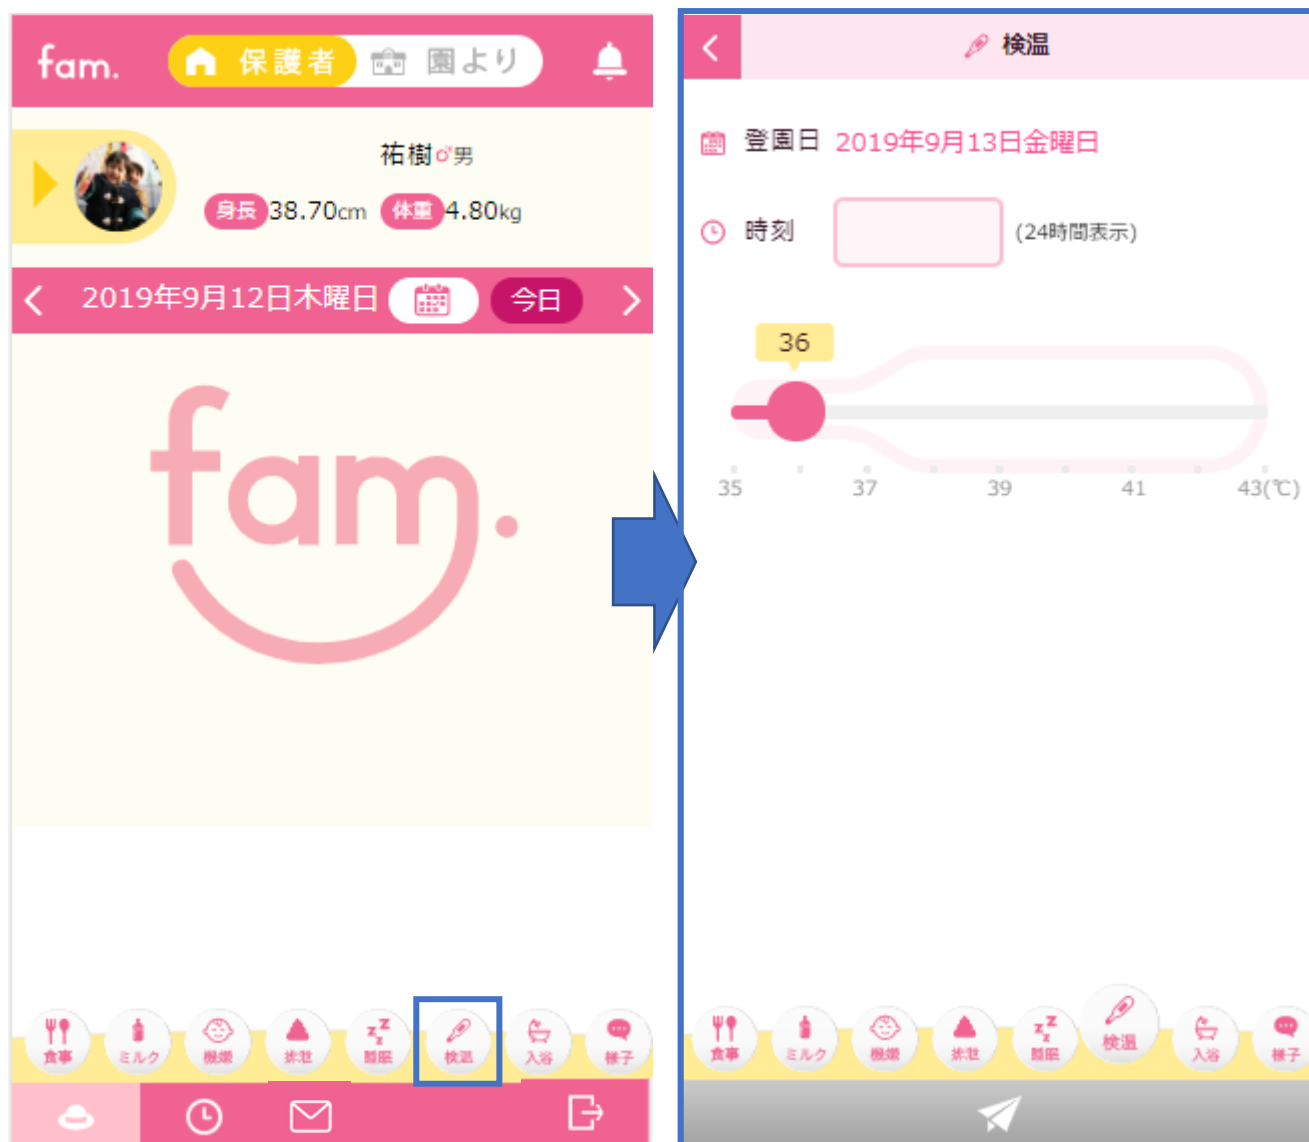 fam.
保護者
園より
祐樹♂男
身長 38.70cm 体重 4.80kg
2019年9月12日木曜日
今日
fam.
食事
ミルク
機嫌
排泄
睡眠
検温
入浴
様子
検温
登園日 2019年9月13日金曜日
時刻
(24時間表示)
36
35 37 39 41 43(℃)
食事
ミルク
機嫌
排泄
睡眠
検温
入浴
様子